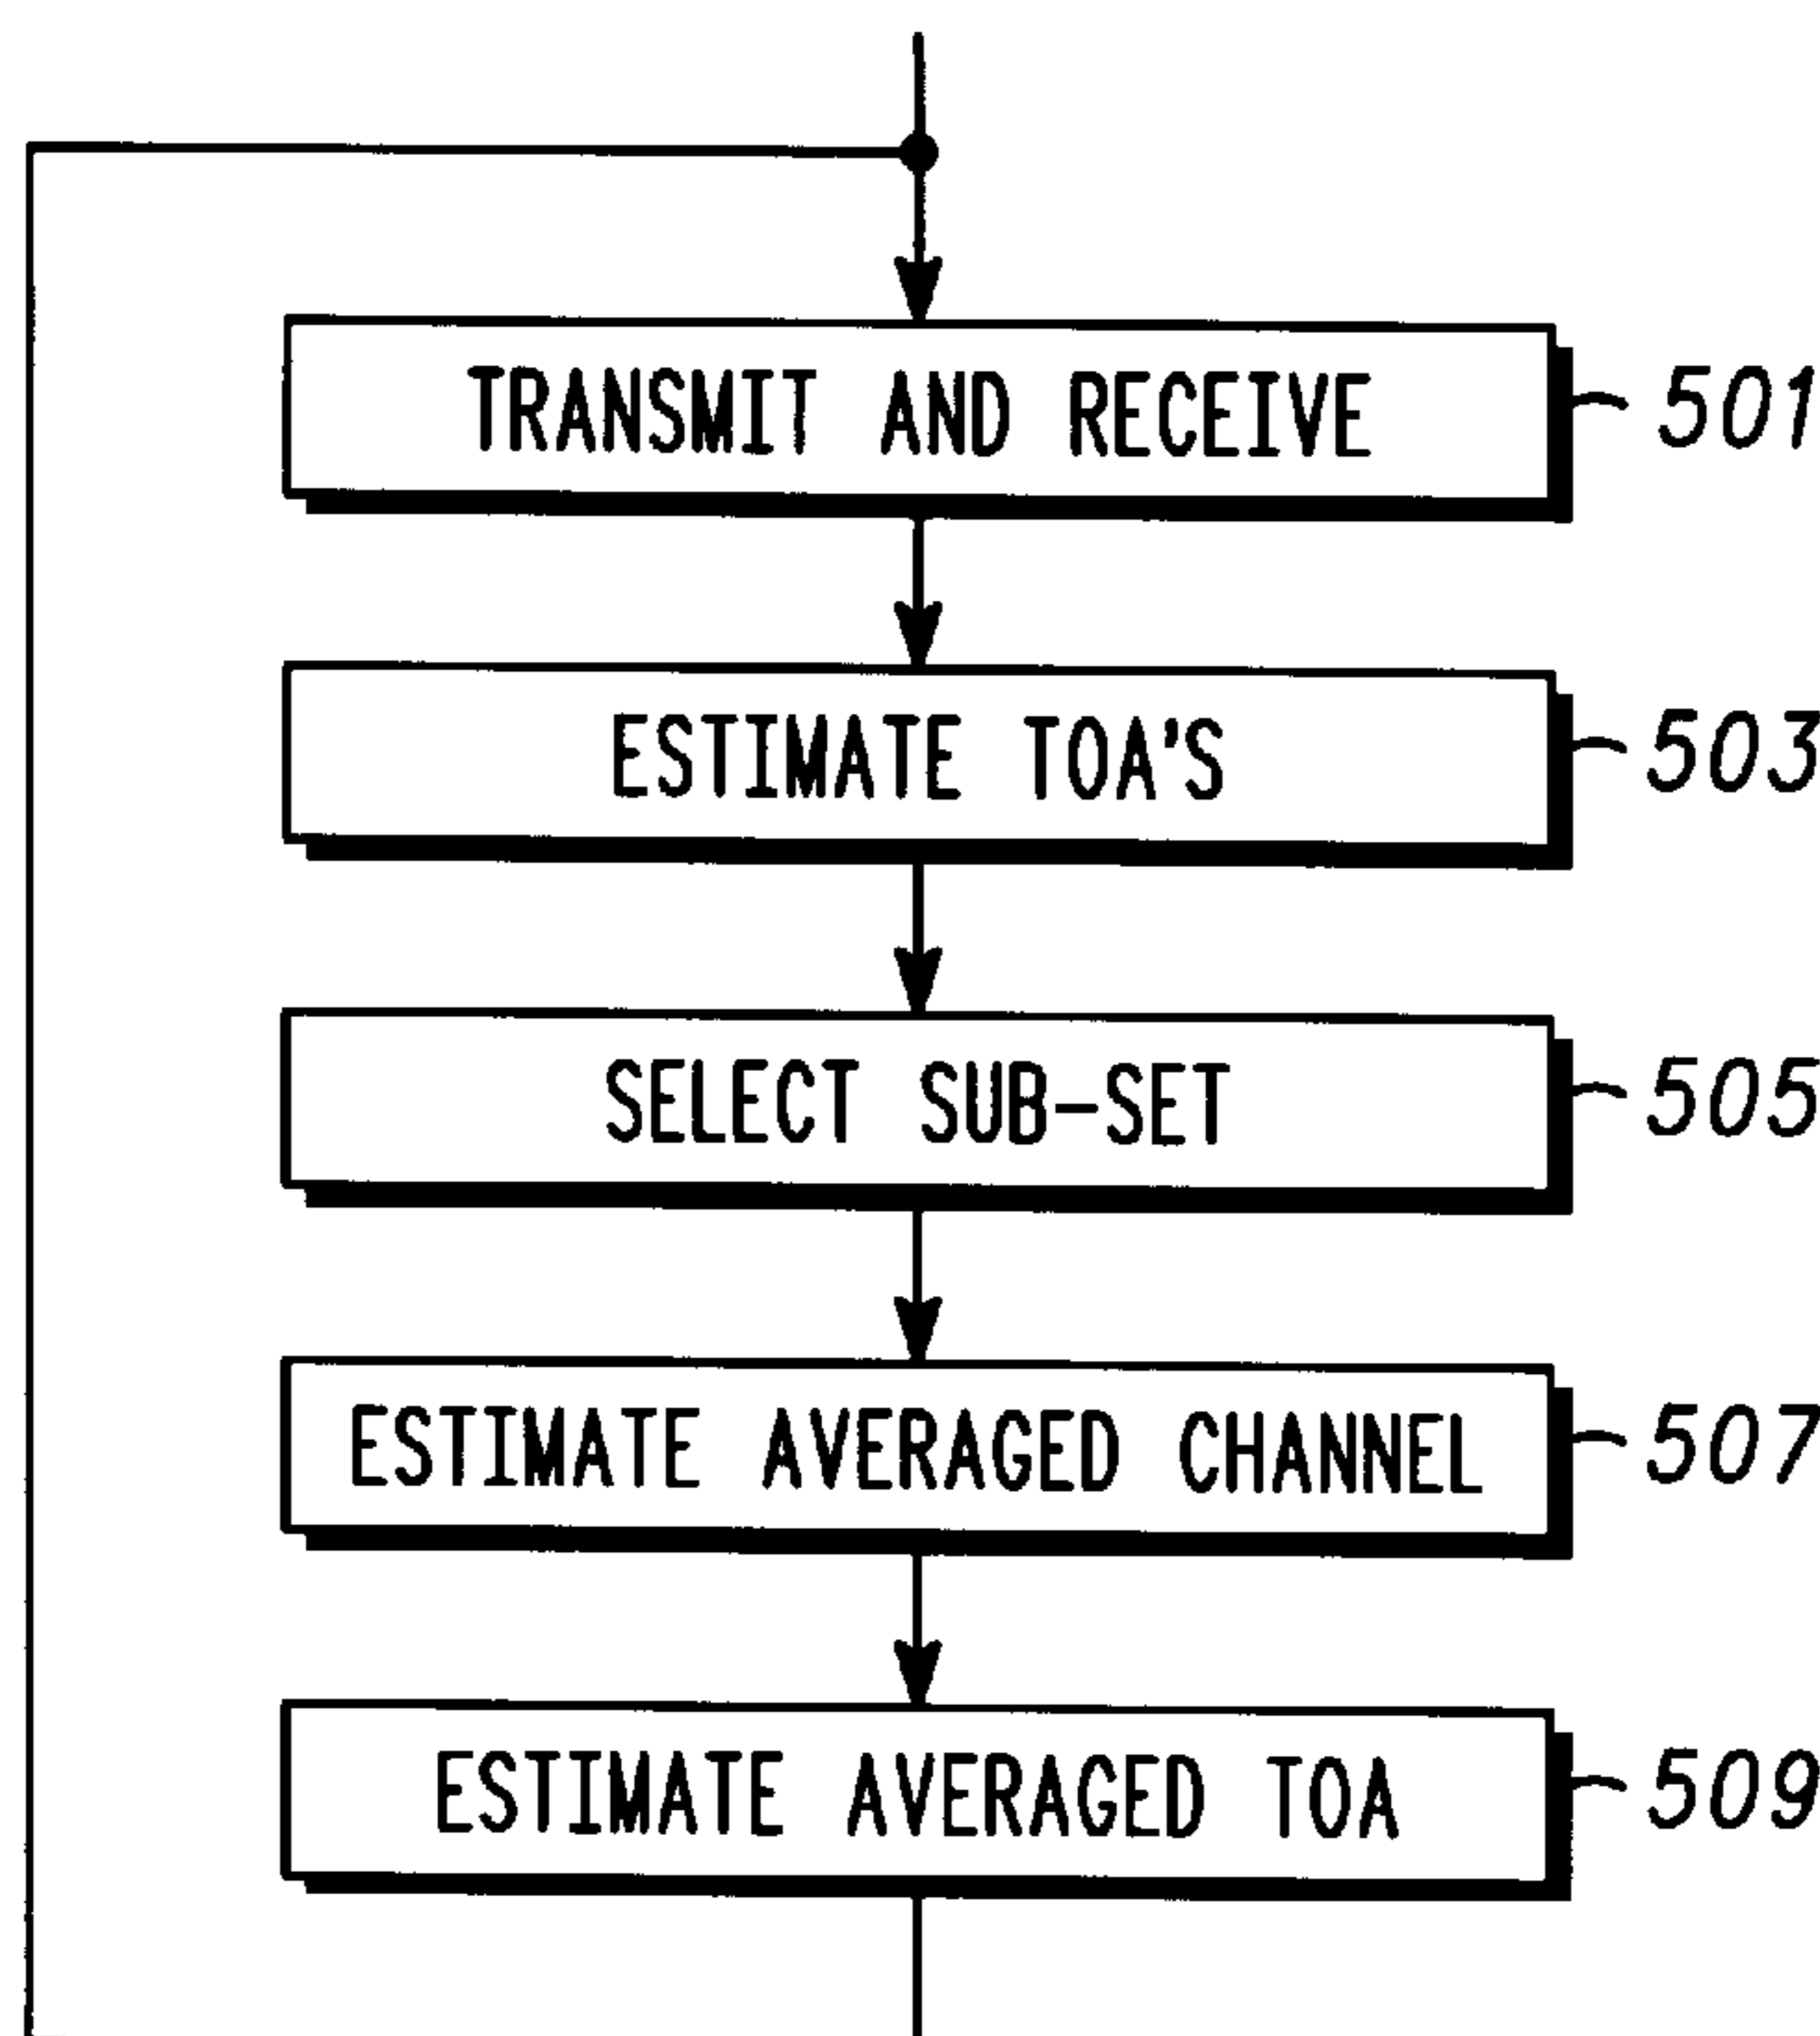 TRANSMIT AND RECEIVE
501
ESTIMATE TOA'S
503
SELECT SUB-SET
505
ESTIMATE AVERAGED CHANNEL
507
ESTIMATE AVERAGED TOA
509